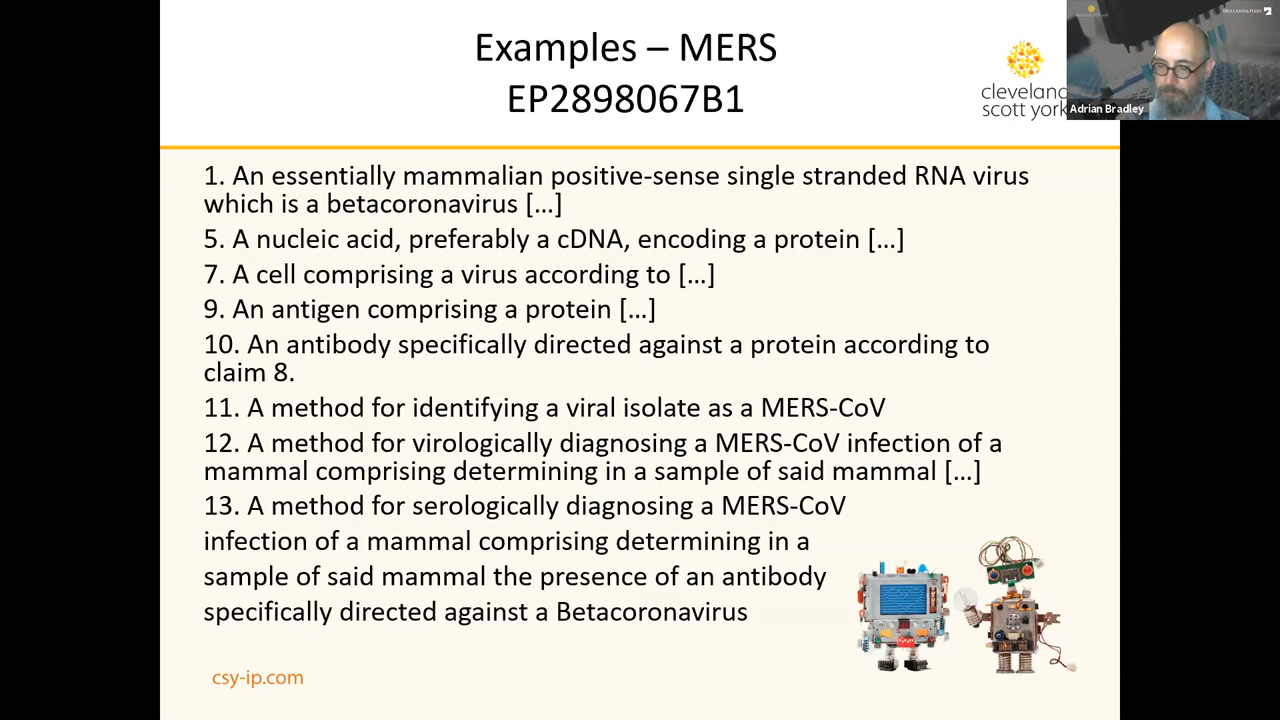 Examples – MERS
EP2898067B1
cleveland
scott york
HOLLAND&HART
Adrian Bradley
1. An essentially mammalian positive-sense single stranded RNA virus
which is a betacoronavirus […]
5. A nucleic acid, preferably a cDNA, encoding a protein […]
7. A cell comprising a virus according to […]
9. An antigen comprising a protein […]
10. An antibody specifically directed against a protein according to
claim 8.
11. A method for identifying a viral isolate as a MERS-CoV
12. A method for virologically diagnosing a MERS-CoV infection of a
mammal comprising determining in a sample of said mammal […]
13. A method for serologically diagnosing a MERS-CoV
infection of a mammal comprising determining in a
sample of said mammal the presence of an antibody
specifically directed against a Betacoronavirus
csy-ip.com